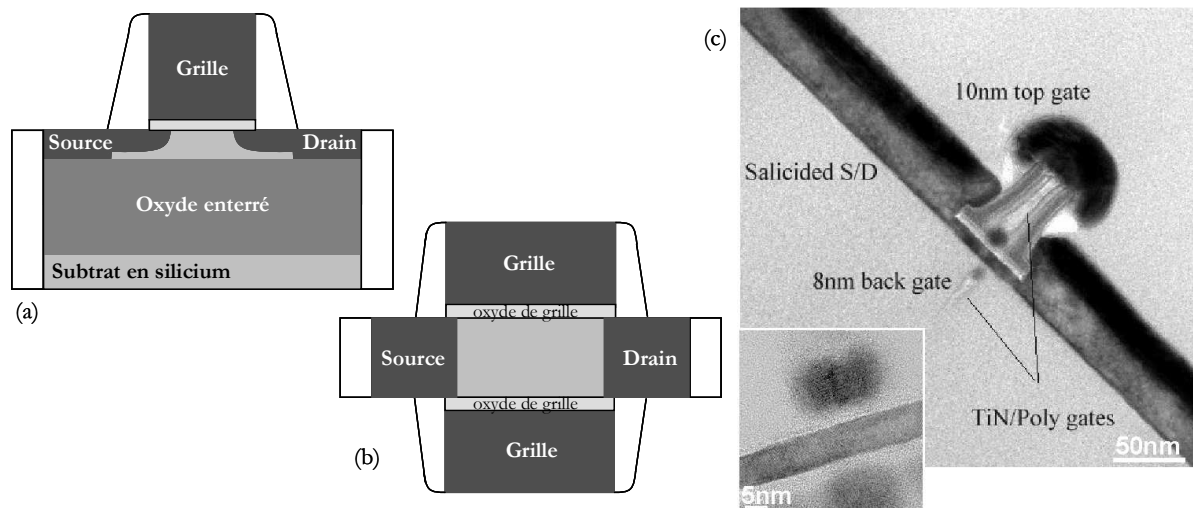 Grille
Source
Drain
Oxyde enterré
Subtrat en silicium
(a)
Grille
oxyde de grille
Source
Drain
oxyde de grille
Grille
(b)
(c)
10nm top gate
Salicided S/D
8nm back gate
TiN/Poly gates
50nm
5nm